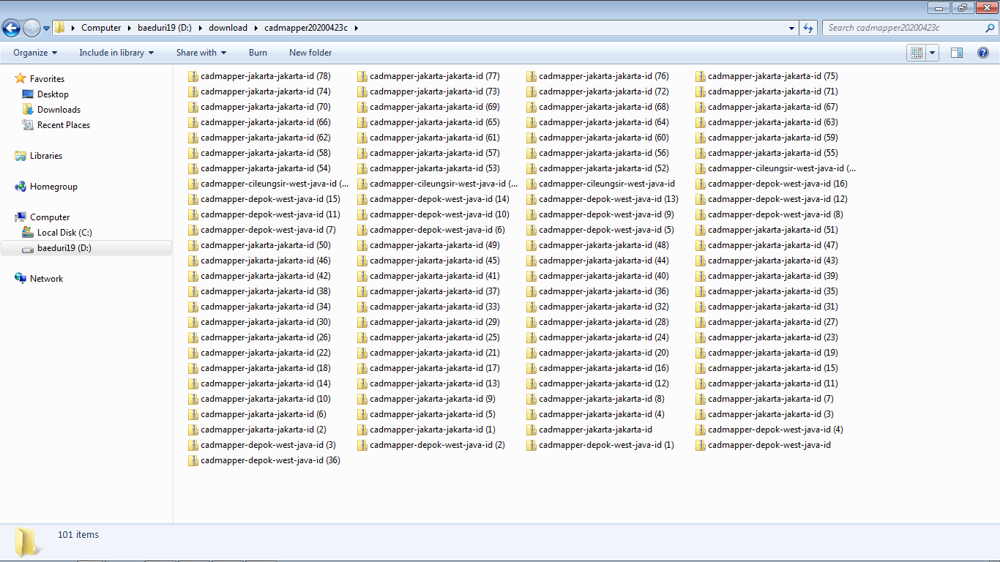 Computer baeduri19 (D:) download cadmapper20200423c Search cadmapper20200423c
Organize Include in library Share with Burn New folder
Favorites
Desktop
Downloads
Recent Places
Libraries
Homegroup
Computer
Local Disk (C:)
baeduri19 (D:)
Network
cadmapper-jakarta-jakarta-id (78) cadmapper-jakarta-jakarta-id (77) cadmapper-jakarta-jakarta-id (76) cadmapper-jakarta-jakarta-id (75)
cadmapper-jakarta-jakarta-id (74) cadmapper-jakarta-jakarta-id (73) cadmapper-jakarta-jakarta-id (72) cadmapper-jakarta-jakarta-id (71)
cadmapper-jakarta-jakarta-id (70) cadmapper-jakarta-jakarta-id (69) cadmapper-jakarta-jakarta-id (68) cadmapper-jakarta-jakarta-id (67)
cadmapper-jakarta-jakarta-id (66) cadmapper-jakarta-jakarta-id (65) cadmapper-jakarta-jakarta-id (64) cadmapper-jakarta-jakarta-id (63)
cadmapper-jakarta-jakarta-id (62) cadmapper-jakarta-jakarta-id (61) cadmapper-jakarta-jakarta-id (60) cadmapper-jakarta-jakarta-id (59)
cadmapper-jakarta-jakarta-id (58) cadmapper-jakarta-jakarta-id (57) cadmapper-jakarta-jakarta-id (56) cadmapper-jakarta-jakarta-id (55)
cadmapper-jakarta-jakarta-id (54) cadmapper-jakarta-jakarta-id (53) cadmapper-jakarta-jakarta-id (52) cadmapper-cileungsir-west-java-id (...
cadmapper-cileungsir-west-java-id (... cadmapper-cileungsir-west-java-id (... cadmapper-cileungsir-west-java-id cadmapper-depok-west-java-id (16)
cadmapper-depok-west-java-id (15) cadmapper-depok-west-java-id (14) cadmapper-depok-west-java-id (13) cadmapper-depok-west-java-id (12)
cadmapper-depok-west-java-id (11) cadmapper-depok-west-java-id (10) cadmapper-depok-west-java-id (9) cadmapper-depok-west-java-id (8)
cadmapper-depok-west-java-id (7) cadmapper-depok-west-java-id (6) cadmapper-depok-west-java-id (5) cadmapper-jakarta-jakarta-id (51)
cadmapper-jakarta-jakarta-id (50) cadmapper-jakarta-jakarta-id (49) cadmapper-jakarta-jakarta-id (48) cadmapper-jakarta-jakarta-id (47)
cadmapper-jakarta-jakarta-id (46) cadmapper-jakarta-jakarta-id (45) cadmapper-jakarta-jakarta-id (44) cadmapper-jakarta-jakarta-id (43)
cadmapper-jakarta-jakarta-id (42) cadmapper-jakarta-jakarta-id (41) cadmapper-jakarta-jakarta-id (40) cadmapper-jakarta-jakarta-id (39)
cadmapper-jakarta-jakarta-id (38) cadmapper-jakarta-jakarta-id (37) cadmapper-jakarta-jakarta-id (36) cadmapper-jakarta-jakarta-id (35)
cadmapper-jakarta-jakarta-id (34) cadmapper-jakarta-jakarta-id (33) cadmapper-jakarta-jakarta-id (32) cadmapper-jakarta-jakarta-id (31)
cadmapper-jakarta-jakarta-id (30) cadmapper-jakarta-jakarta-id (29) cadmapper-jakarta-jakarta-id (28) cadmapper-jakarta-jakarta-id (27)
cadmapper-jakarta-jakarta-id (26) cadmapper-jakarta-jakarta-id (25) cadmapper-jakarta-jakarta-id (24) cadmapper-jakarta-jakarta-id (23)
cadmapper-jakarta-jakarta-id (22) cadmapper-jakarta-jakarta-id (21) cadmapper-jakarta-jakarta-id (20) cadmapper-jakarta-jakarta-id (19)
cadmapper-jakarta-jakarta-id (18) cadmapper-jakarta-jakarta-id (17) cadmapper-jakarta-jakarta-id (16) cadmapper-jakarta-jakarta-id (15)
cadmapper-jakarta-jakarta-id (14) cadmapper-jakarta-jakarta-id (13) cadmapper-jakarta-jakarta-id (12) cadmapper-jakarta-jakarta-id (11)
cadmapper-jakarta-jakarta-id (10) cadmapper-jakarta-jakarta-id (9) cadmapper-jakarta-jakarta-id (8) cadmapper-jakarta-jakarta-id (7)
cadmapper-jakarta-jakarta-id (6) cadmapper-jakarta-jakarta-id (5) cadmapper-jakarta-jakarta-id (4) cadmapper-jakarta-jakarta-id (3)
cadmapper-jakarta-jakarta-id (2) cadmapper-jakarta-jakarta-id (1) cadmapper-jakarta-jakarta-id cadmapper-depok-west-java-id (4)
cadmapper-depok-west-java-id (3) cadmapper-depok-west-java-id (2) cadmapper-depok-west-java-id (1) cadmapper-depok-west-java-id
cadmapper-depok-west-java-id (36)
101 items